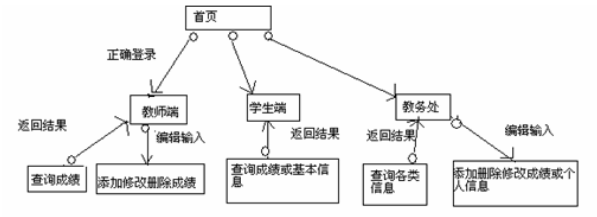 首页
正确登录
教师端
学生端
教务处
返回结果
编辑输入
返回结果
返回结果
编辑输入
查询成绩
添加修改删除成绩
查询成绩或基本信
息
查询各类
信息
添加删除修改成绩或个
人信息